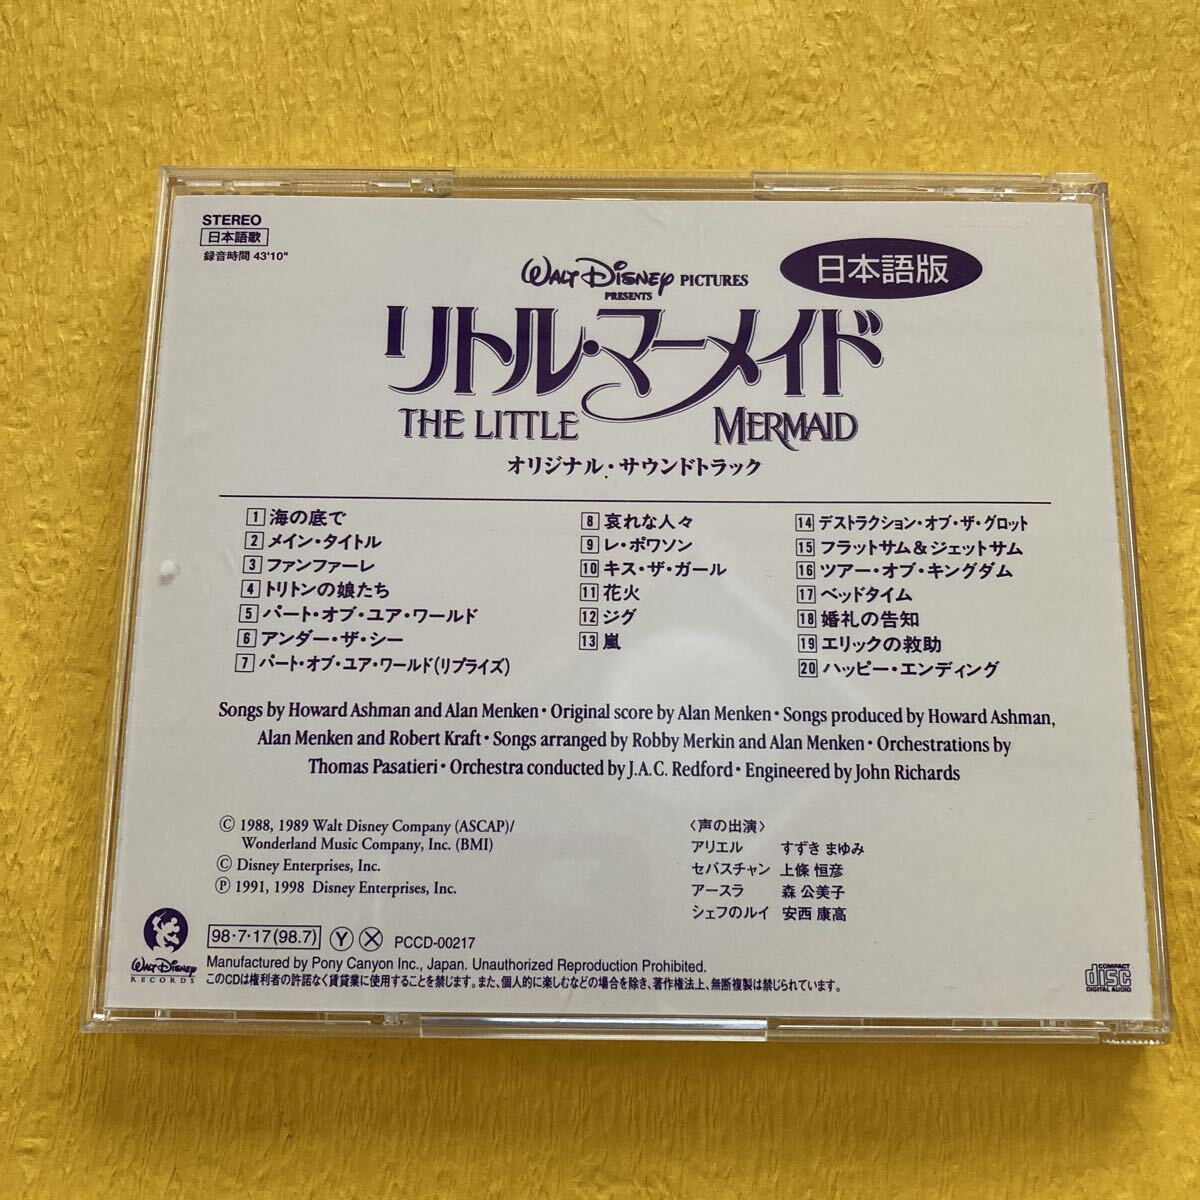 STEREO
日本語歌
録音時間 43'10"
WALT DISNEY PICTURES
PRESENTS
日本語版
リトル・マーメイド
THE LITTLE MERMAID
オリジナル・サウンドトラック
1 海の底で
2 メイン・タイトル
3 ファンファーレ
4 トリトンの娘たち
5 パート・オブ・ユア・ワールド
6 アンダー・ザ・シー
7 パート・オブ・ユア・ワールド(リプライズ)
8 哀れな人々
9 レ・ポワソン
10 キス・ザ・ガール
11 花火
12 ジグ
13 嵐
14 デストラクション・オブ・ザ・グロット
15 フラットサム&ジェットサム
16 ツアー・オブ・キングダム
17 ベッドタイム
18 婚礼の告知
19 エリックの救助
20 ハッピー・エンディング
Songs by Howard Ashman and Alan Menken・Original score by Alan Menken・Songs produced by Howard Ashman,
Alan Menken and Robert Kraft・Songs arranged by Robby Merkin and Alan Menken・Orchestrations by
Thomas Pasatieri・Orchestra conducted by J.A.C. Redford・Engineered by John Richards
© 1988, 1989 Walt Disney Company (ASCAP)/
Wonderland Music Company, Inc. (BMI)
© Disney Enterprises, Inc.
℗ 1991, 1998 Disney Enterprises, Inc.
〈声の出演〉
アリエル すずき まゆみ
セバスチャン 上條 恒彦
アースラ 森 公美子
シェフのルイ 安西 康高
WALT DISNEY
RECORDS
98・7・17(98.7) Ⓨ Ⓧ PCCD-00217
Manufactured by Pony Canyon Inc., Japan. Unauthorized Reproduction Prohibited.
このCDは権利者の許諾なく賃貸業に使用することを禁じます。また、個人的に楽しむなどの場合を除き、著作権法上、無断複製は禁じられています。
COMPACT
disc
DIGITAL AUDIO